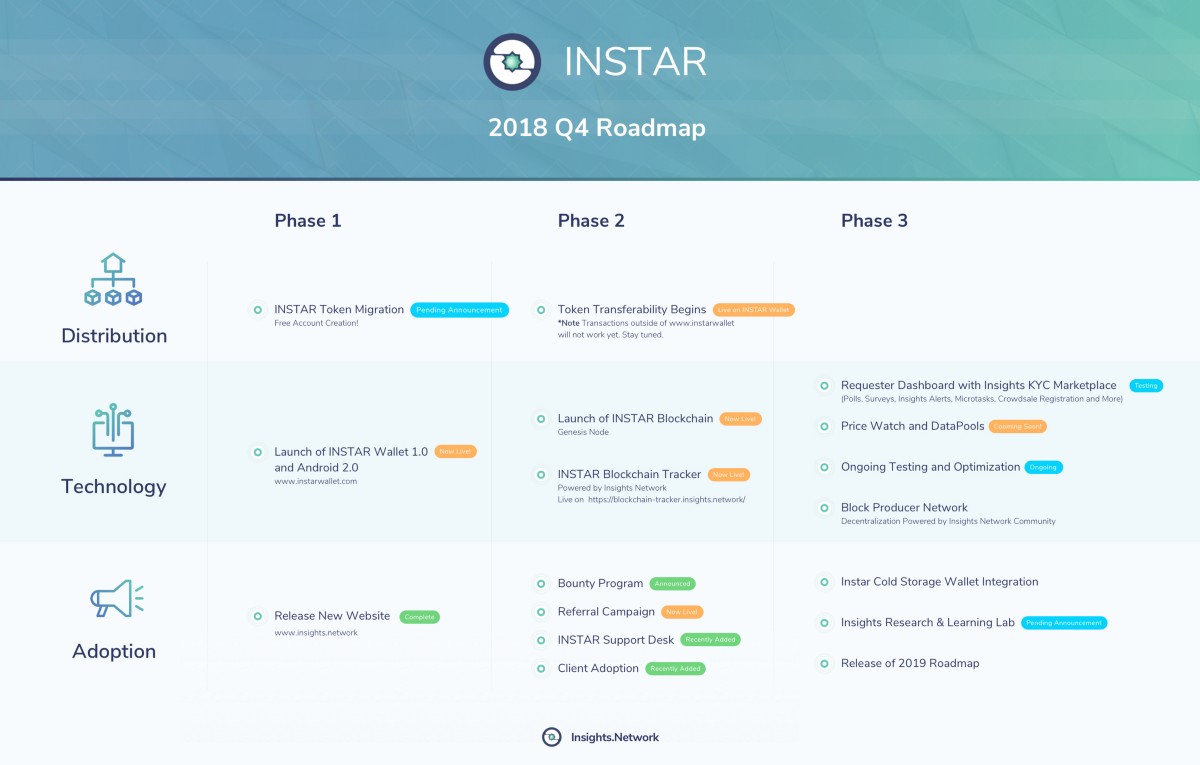 INSTAR
2018 Q4 Roadmap
Phase 1
Phase 2
Phase 3
Distribution
INSTAR Token Migration Pending Announcement
Free Account Creation!
Token Transferability Begins Live on INSTAR Wallet
*Note Transactions outside of www.instarwallet
will not work yet. Stay tuned.
Technology
Launch of INSTAR Wallet 1.0 Now Live!
and Android 2.0
www.instarwallet.com
Launch of INSTAR Blockchain Now Live!
Genesis Node
INSTAR Blockchain Tracker Now Live!
Powered by Insights Network
Live on https://blockchain-tracker.insights.network/
Requester Dashboard with Insights KYC Marketplace Testing
(Polls, Surveys, Insights Alerts, Microtasks, Crowdsale Registration and More)
Price Watch and DataPools Cooming Soon!
Ongoing Testing and Optimization Ongoing
Block Producer Network
Decentralization Powered by Insights Network Community
Adoption
Release New Website Complete
www.insights.network
Bounty Program Announced
Referral Campaign Now Live!
INSTAR Support Desk Recently Added
Client Adoption Recently Added
Instar Cold Storage Wallet Integration
Insights Research & Learning Lab Pending Announcement
Release of 2019 Roadmap
Insights.Network